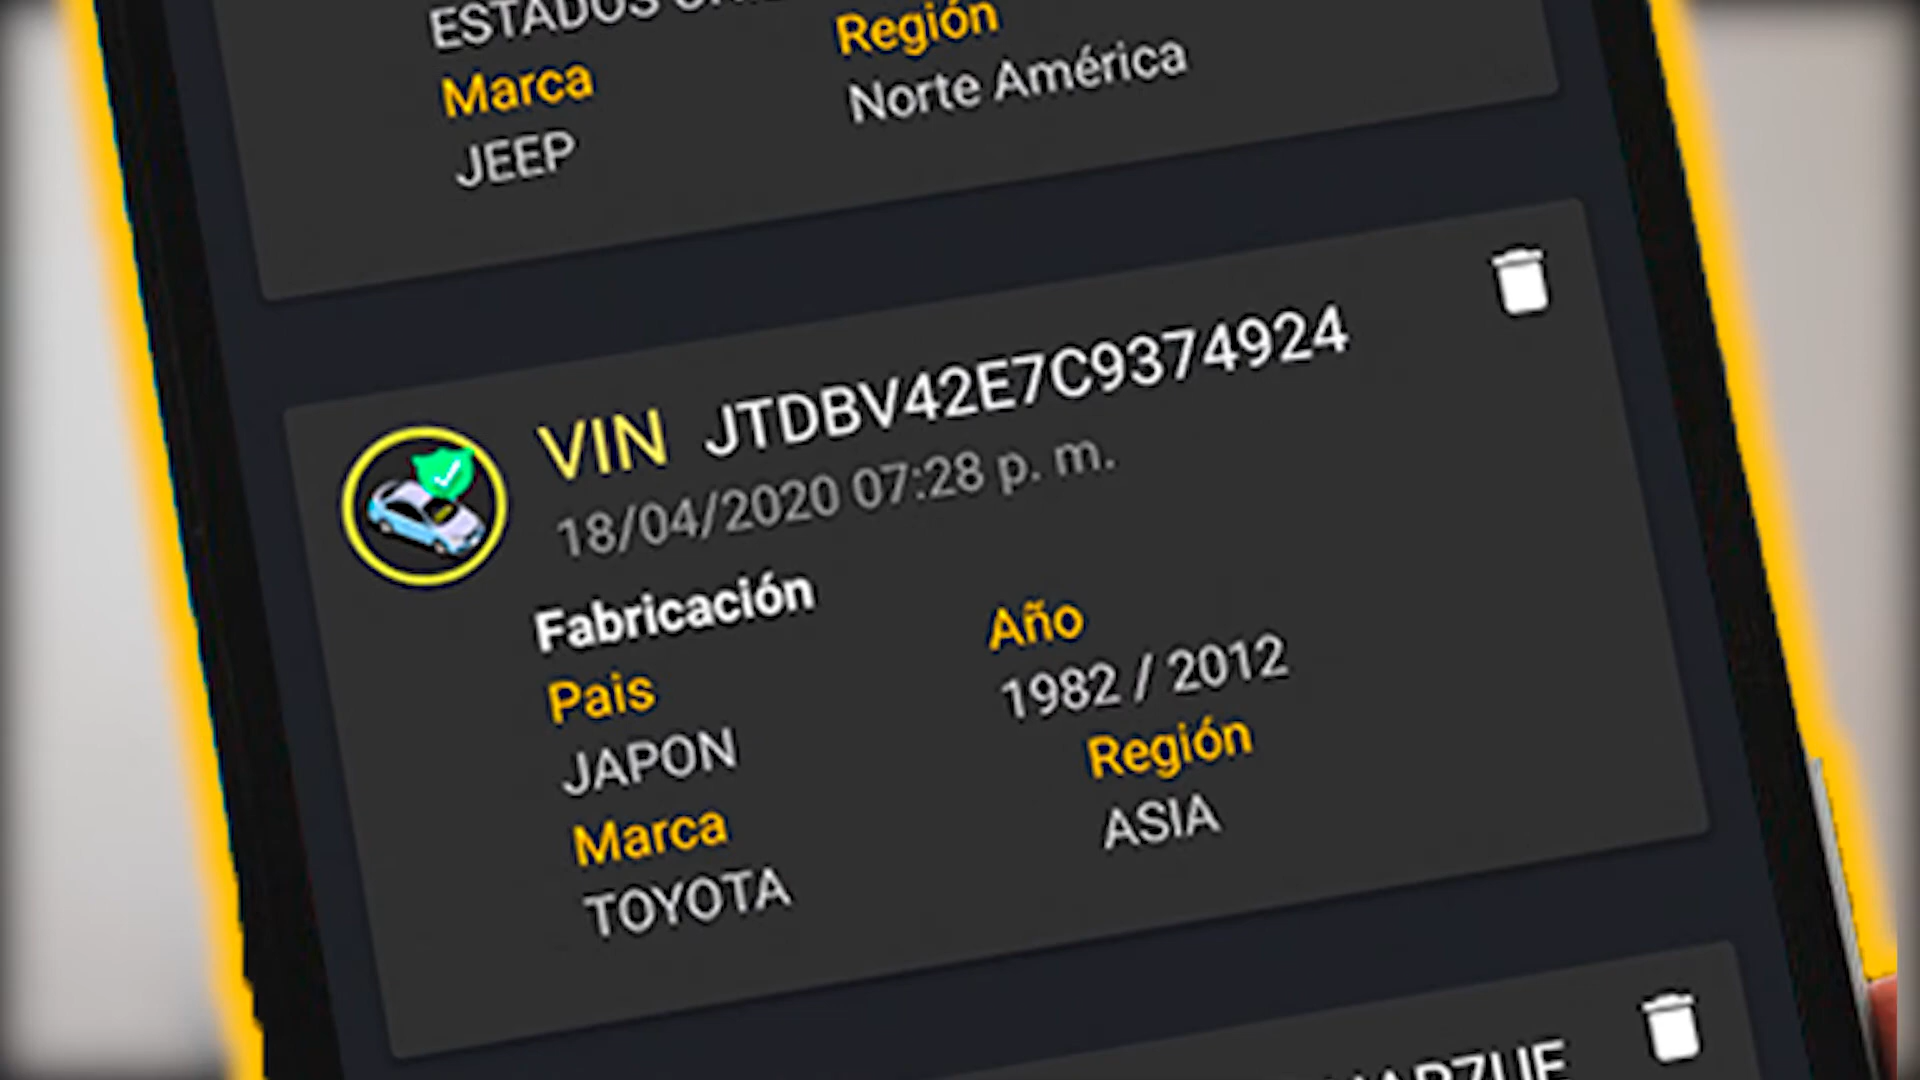 ESTADOS
Región
Marca
Norte América
JEEP
VIN JTDBV42E7C9374924
18/04/2020 07:28 p. m.
Fabricación
Pais
Año
JAPON
1982 / 2012
Marca
Región
TOYOTA
ASIA